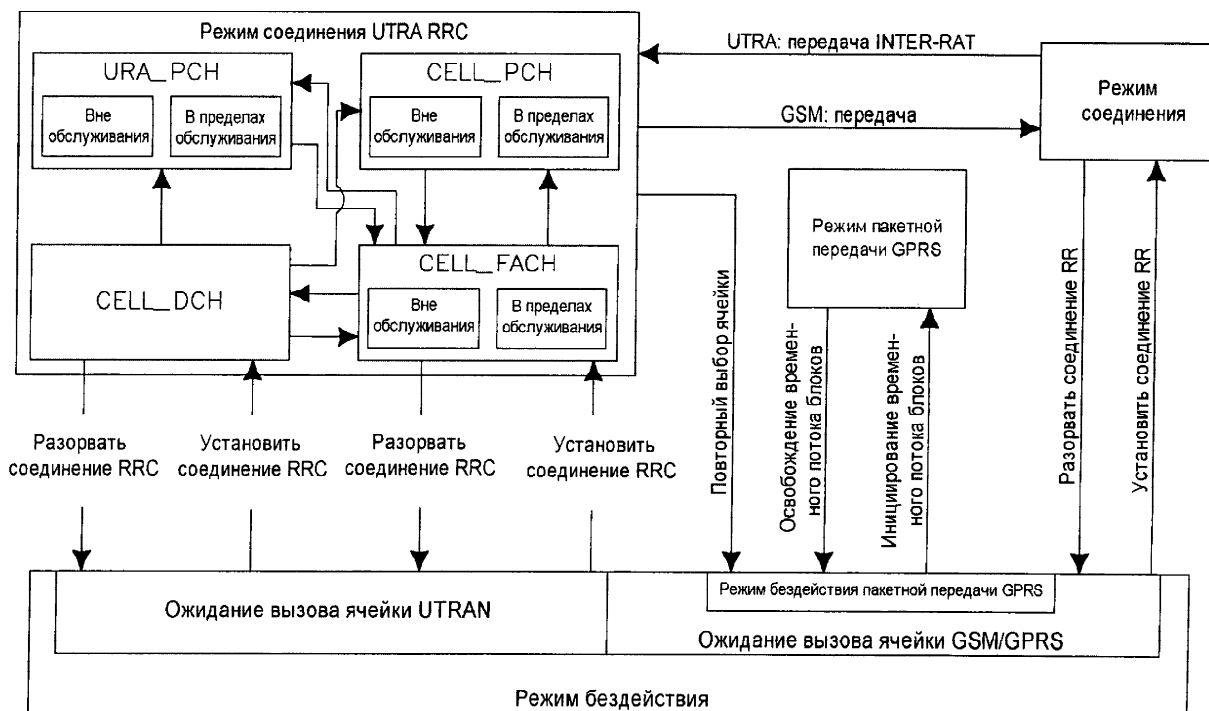 Режим соединения UTRA RRC
URA_PCH
Вне
обслуживания
В пределах
обслуживания
CELL_PCH
Вне
обслуживания
В пределах
обслуживания
CELL_DCH
CELL_FACH
Вне
обслуживания
В пределах
обслуживания
UTRA: передача INTER-RAT
GSM: передача
Режим
соединения
Режим пакетной
передачи GPRS
Разорвать
соединение RRC
Установить
соединение RRC
Разорвать
соединение RRC
Установить
соединение RRC
Повторный выбор ячейки
Освобождение времен-
ного потока блоков
Инициирование времен-
ного потока блоков
Разорвать соединение RR
Установить соединение RR
Ожидание вызова ячейки UTRAN
Режим бездействия пакетной передачи GPRS
Ожидание вызова ячейки GSM/GPRS
Режим бездействия